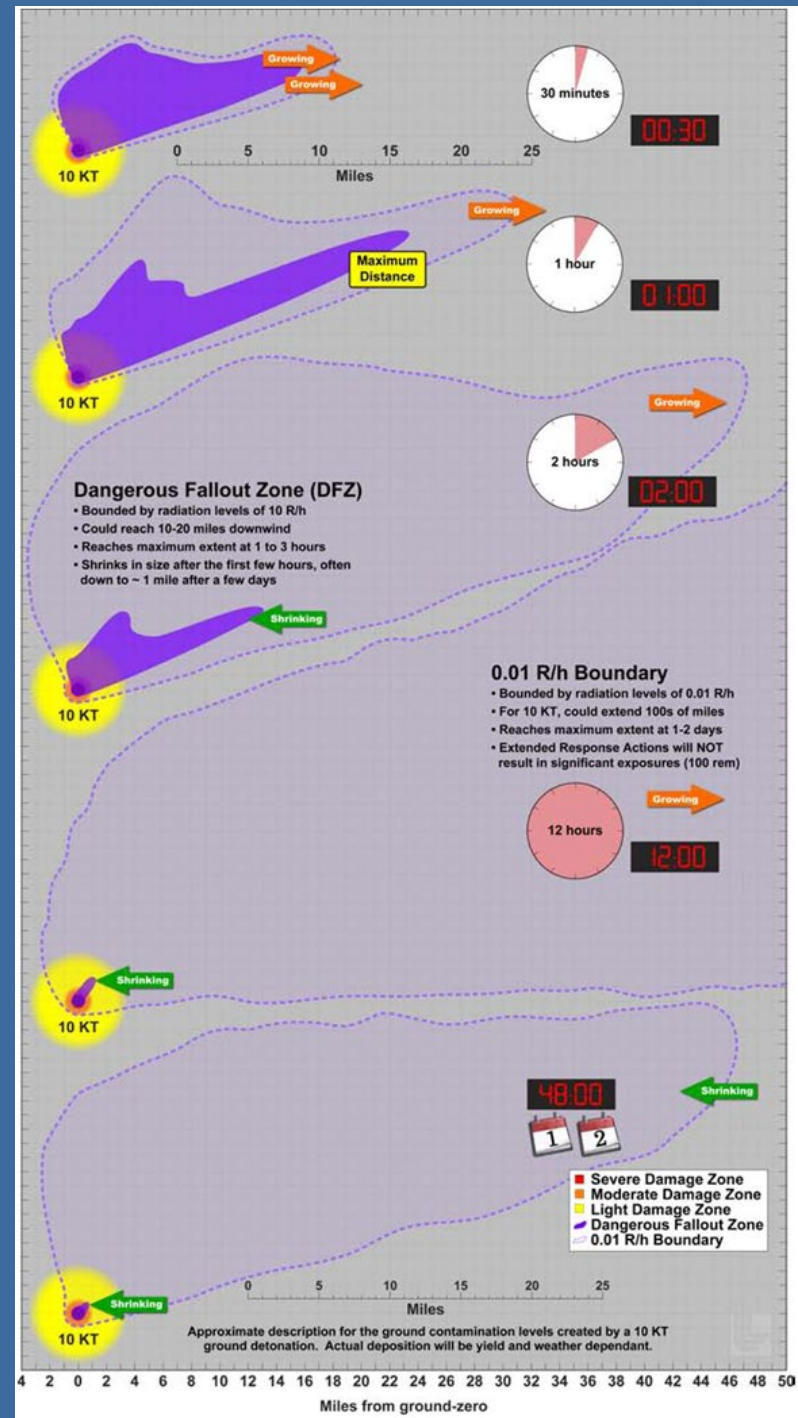 Growing
Growing
30 minutes
00:30
10 KT
0 5 10 15 20 25
Miles
Growing
1 hour
Maximum
Distance
01:00
10 KT
Growing
2 hours
02:00
Dangerous Fallout Zone (DFZ)
• Bounded by radiation levels of 10 R/h
• Could reach 10-20 miles downwind
• Reaches maximum extent at 1 to 3 hours
• Shrinks in size after the first few hours, often
down to ~ 1 mile after a few days
Shrinking
10 KT
0.01 R/h Boundary
• Bounded by radiation levels of 0.01 R/h
• For 10 KT, could extend 100s of miles
• Reaches maximum extent at 1-2 days
• Extended Response Actions will NOT
result in significant exposures (100 rem)
Growing
12 hours
12:00
Shrinking
10 KT
48:00
Shrinking
1 2
Severe Damage Zone
Moderate Damage Zone
Light Damage Zone
Dangerous Fallout Zone
0.01 R/h Boundary
Shrinking
10 KT
0 5 10 15 20 25
Miles
Approximate description for the ground contamination levels created by a 10 KT
ground detonation. Actual deposition will be yield and weather dependant.
4 2 0 2 4 6 8 10 12 14 16 18 20 22 24 26 28 30 32 34 36 38 40 42 44 46 48 50
Miles from ground-zero